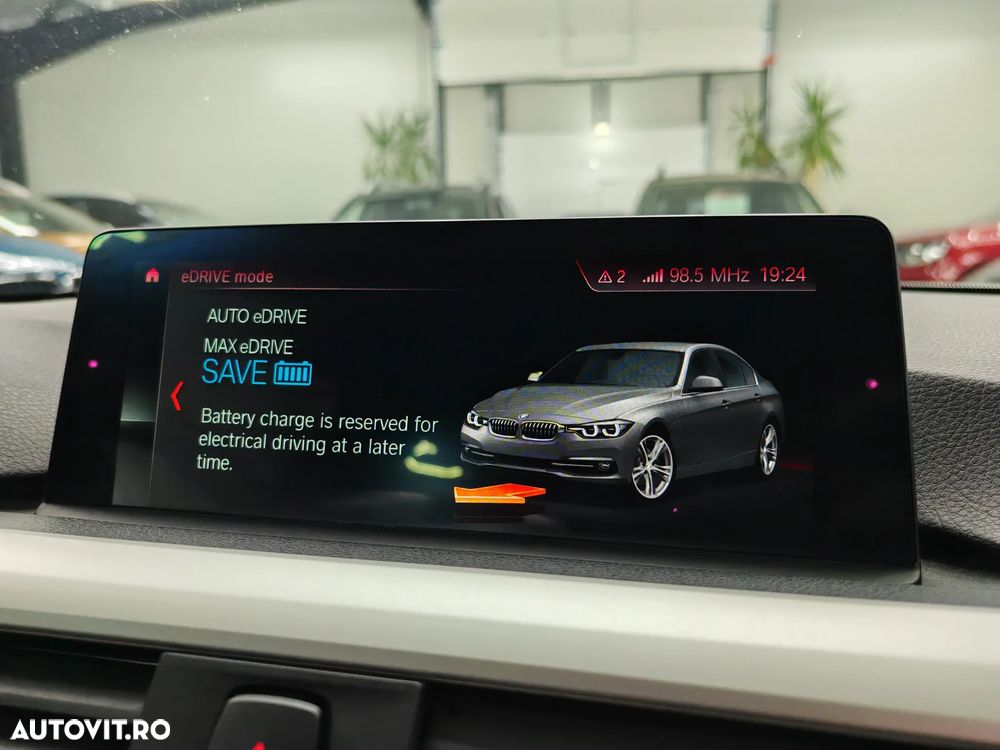 eDRIVE mode
2 98.5 MHz 19:24
AUTO eDRIVE
MAX eDRIVE
SAVE
Battery charge is reserved for
electrical driving at a later
time.
AUTOVIT.RO